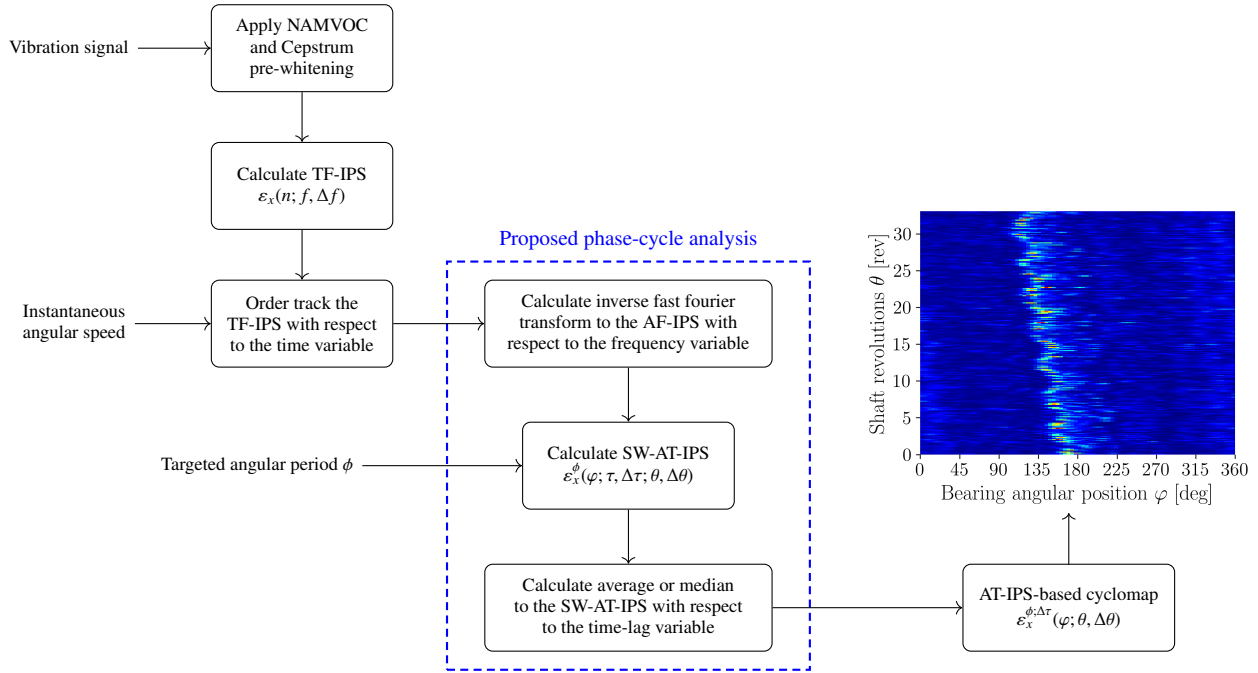 Vibration signal
Apply NAMVOC
and Cepstrum
pre-whitening
Calculate TF-IPS
ε_x(n; f, Δf)
Instantaneous
angular speed
Order track the
TF-IPS with respect
to the time variable
Proposed phase-cycle analysis
Calculate inverse fast fourier
transform to the AF-IPS with
respect to the frequency variable
Targeted angular period ϕ
Calculate SW-AT-IPS
ε_x^ϕ(φ; τ, Δτ; θ, Δθ)
Calculate average or median
to the SW-AT-IPS with respect
to the time-lag variable
AT-IPS-based cyclomap
ε_x^{ϕ;Δτ}(φ; θ, Δθ)
Shaft revolutions θ [rev]
30
25
20
15
10
5
0
0 45 90 135 180 225 270 315 360
Bearing angular position φ [deg]